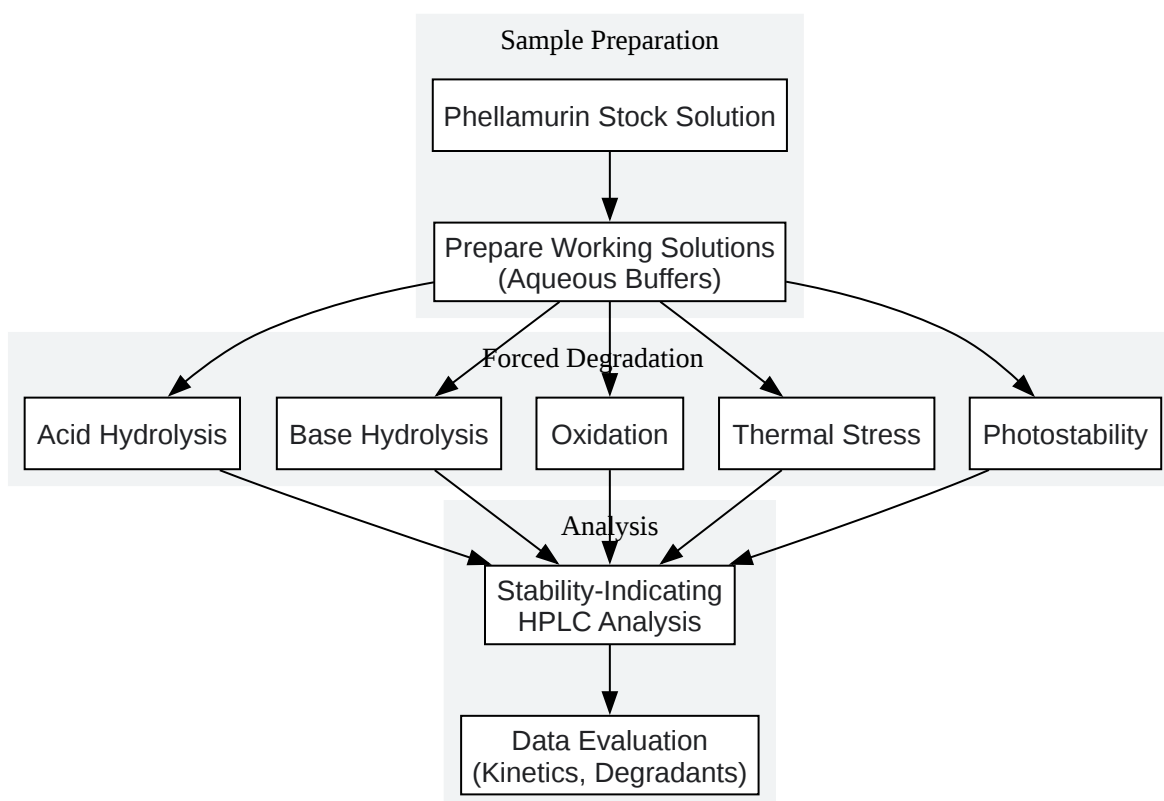 Sample Preparation
Phellamurin Stock Solution
Prepare Working Solutions
(Aqueous Buffers)
Forced Degradation
Acid Hydrolysis
Base Hydrolysis
Oxidation
Thermal Stress
Photostability
Analysis
Stability-Indicating
HPLC Analysis
Data Evaluation
(Kinetics, Degradants)